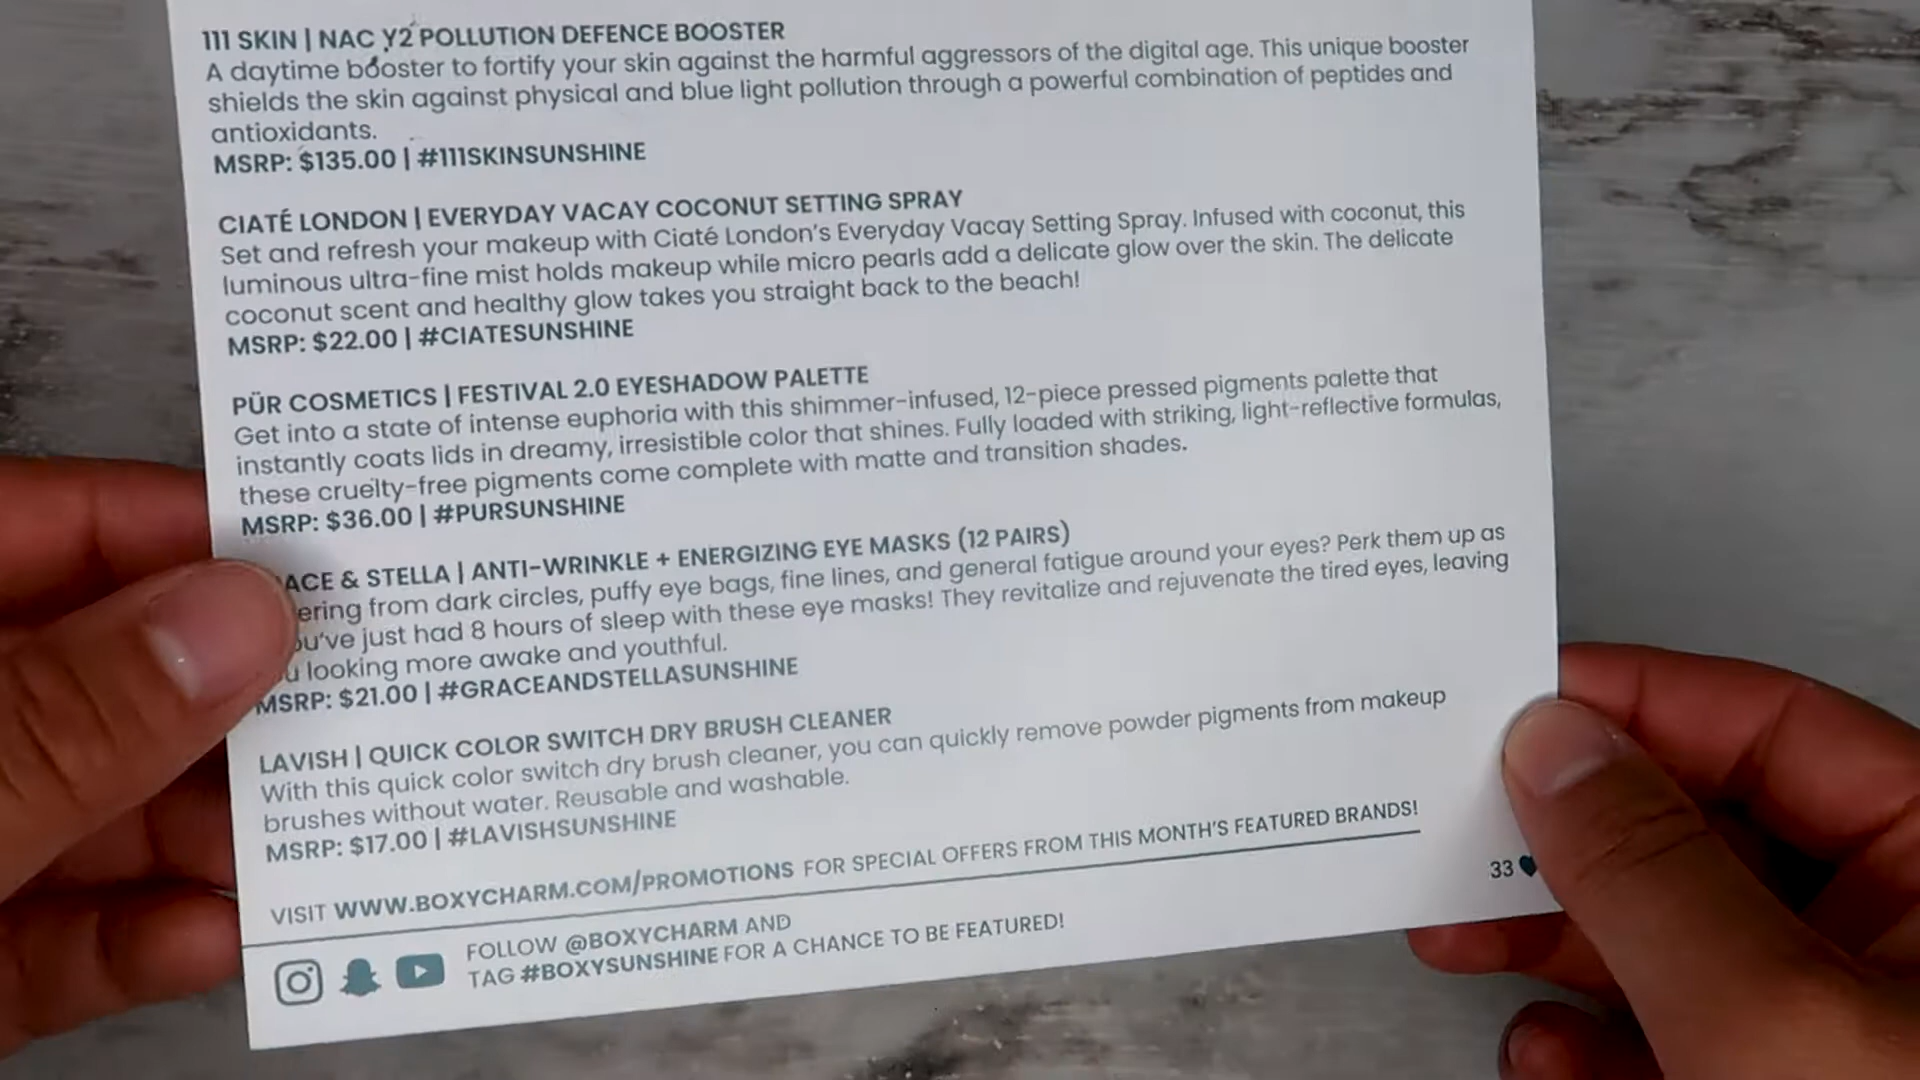 111 SKIN | NAC Y2 POLLUTION DEFENCE BOOSTER
A daytime booster to fortify your skin against the harmful aggressors of the digital age. This unique booster
shields the skin against physical and blue light pollution through a powerful combination of peptides and
antioxidants.
MSRP: $135.00 | #111SKINSUNSHINE
CIATÉ LONDON | EVERYDAY VACAY COCONUT SETTING SPRAY
Set and refresh your makeup with Ciaté London's Everyday Vacay Setting Spray. Infused with coconut, this
luminous ultra-fine mist holds makeup while micro pearls add a delicate glow over the skin. The delicate
coconut scent and healthy glow takes you straight back to the beach!
MSRP: $22.00 | #CIATESUNSHINE
PÜR COSMETICS | FESTIVAL 2.0 EYESHADOW PALETTE
Get into a state of intense euphoria with this shimmer-infused, 12-piece pressed pigments palette that
instantly coats lids in dreamy, irresistible color that shines. Fully loaded with striking, light-reflective formulas,
these cruelty-free pigments come complete with matte and transition shades.
MSRP: $36.00 | #PURSUNSHINE
ACE & STELLA | ANTI-WRINKLE + ENERGIZING EYE MASKS (12 PAIRS)
ering from dark circles, puffy eye bags, fine lines, and general fatigue around your eyes? Perk them up as
ou've just had 8 hours of sleep with these eye masks! They revitalize and rejuvenate the tired eyes, leaving
u looking more awake and youthful.
MSRP: $21.00 | #GRACEANDSTELLASUNSHINE
LAVISH | QUICK COLOR SWITCH DRY BRUSH CLEANER
With this quick color switch dry brush cleaner, you can quickly remove powder pigments from makeup
brushes without water. Reusable and washable.
MSRP: $17.00 | #LAVISHSUNSHINE
VISIT WWW.BOXYCHARM.COM/PROMOTIONS FOR SPECIAL OFFERS FROM THIS MONTH'S FEATURED BRANDS!
33
FOLLOW @BOXYCHARM AND
TAG #BOXYSUNSHINE FOR A CHANCE TO BE FEATURED!